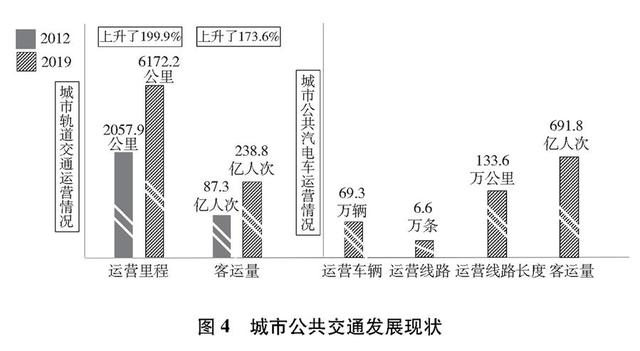 2012
2019
上升了199.9%
上升了173.6%
城市轨道交通运营情况
2057.9
公里
6172.2
公里
87.3
亿人次
238.8
亿人次
运营里程
客运量
城市公共汽电车运营情况
69.3
万辆
6.6
万条
133.6
万公里
691.8
亿人次
运营车辆
运营线路
运营线路长度
客运量
图4 城市公共交通发展现状